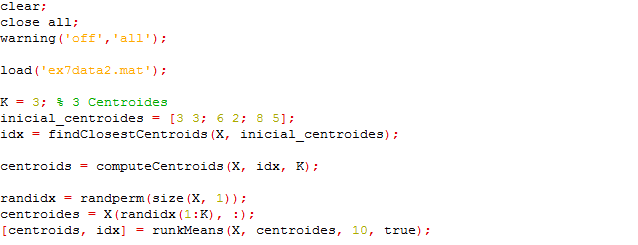 clear;
close all;
warning('off','all');
load('ex7data2.mat');
K = 3; % 3 Centroides
inicial_centroides = [3 3; 6 2; 8 5];
idx = findClosestCentroids(X, inicial_centroides);
centroids = computeCentroids(X, idx, K);
randidx = randperm(size(X, 1));
centroides = X(randidx(1:K), :);
[centroids, idx] = runkMeans(X, centroides, 10, true);